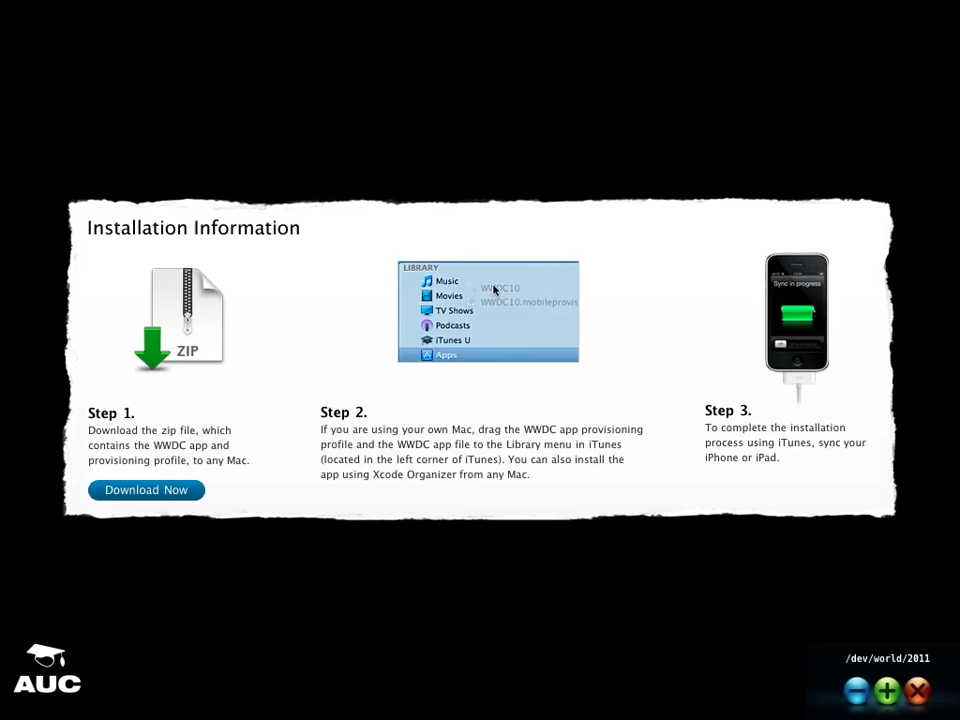 Installation Information
ZIP
LIBRARY
Music
Movies
TV Shows
Podcasts
iTunes U
Apps
WWDC10
WWDC10.mobileprovis
Sync in progress
Step 1.
Download the zip file, which
contains the WWDC app and
provisioning profile, to any Mac.
Download Now
Step 2.
If you are using your own Mac, drag the WWDC app provisioning
profile and the WWDC app file to the Library menu in iTunes
(located in the left corner of iTunes). You can also install the
app using Xcode Organizer from any Mac.
Step 3.
To complete the installation
process using iTunes, sync your
iPhone or iPad.
AUC
/dev/world/2011